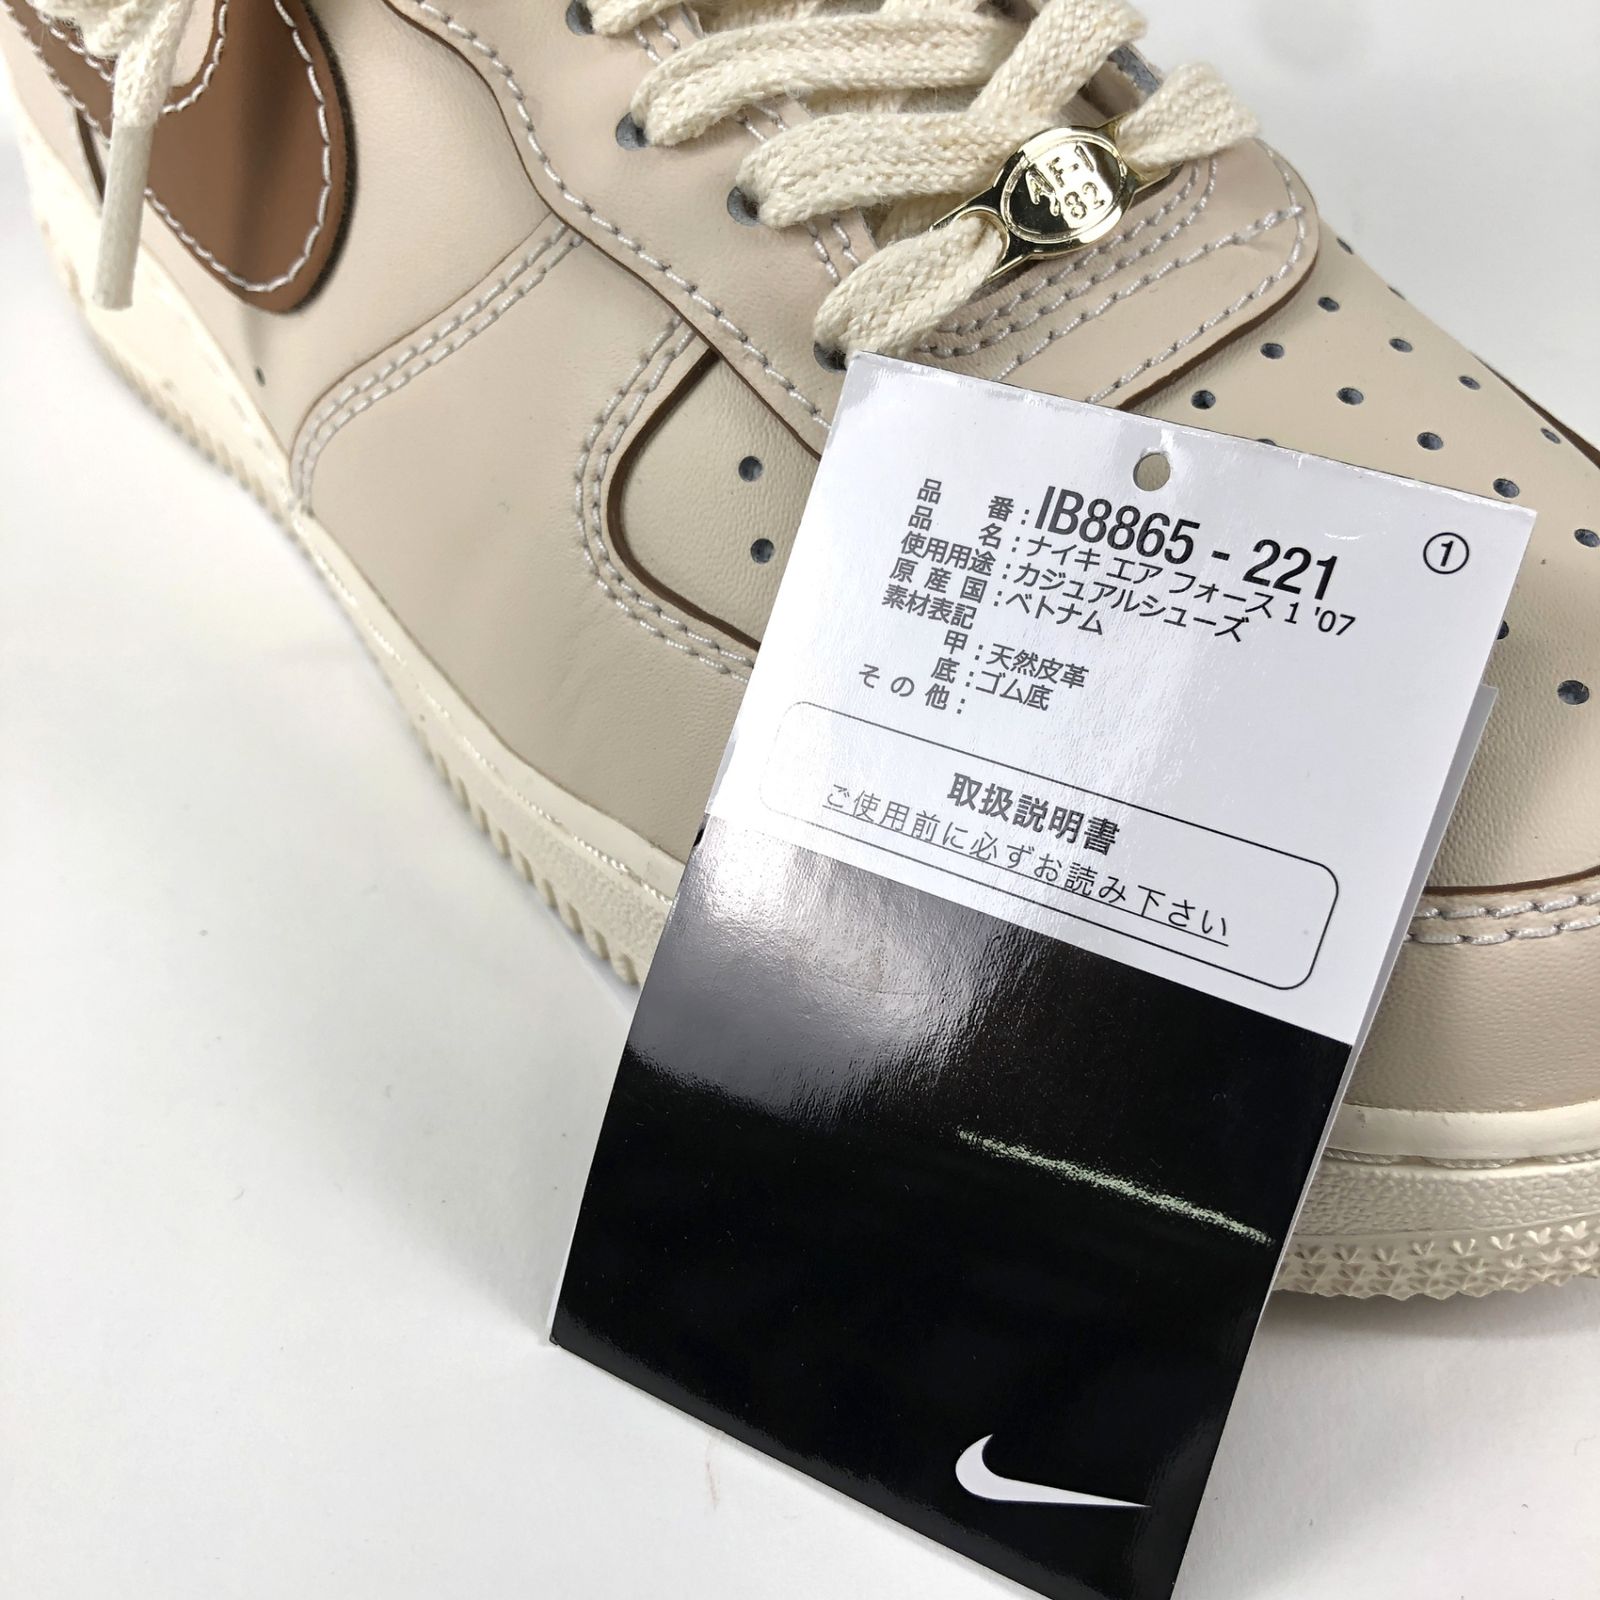 AF1
82
品番:IB8865 - 221
①
品名:ナイキ エア フォース 1 '07
使用用途:カジュアルシューズ
原産国:ベトナム
素材表記
甲:天然皮革
底:ゴム底
その他:
取扱説明書
ご使用前に必ずお読み下さい